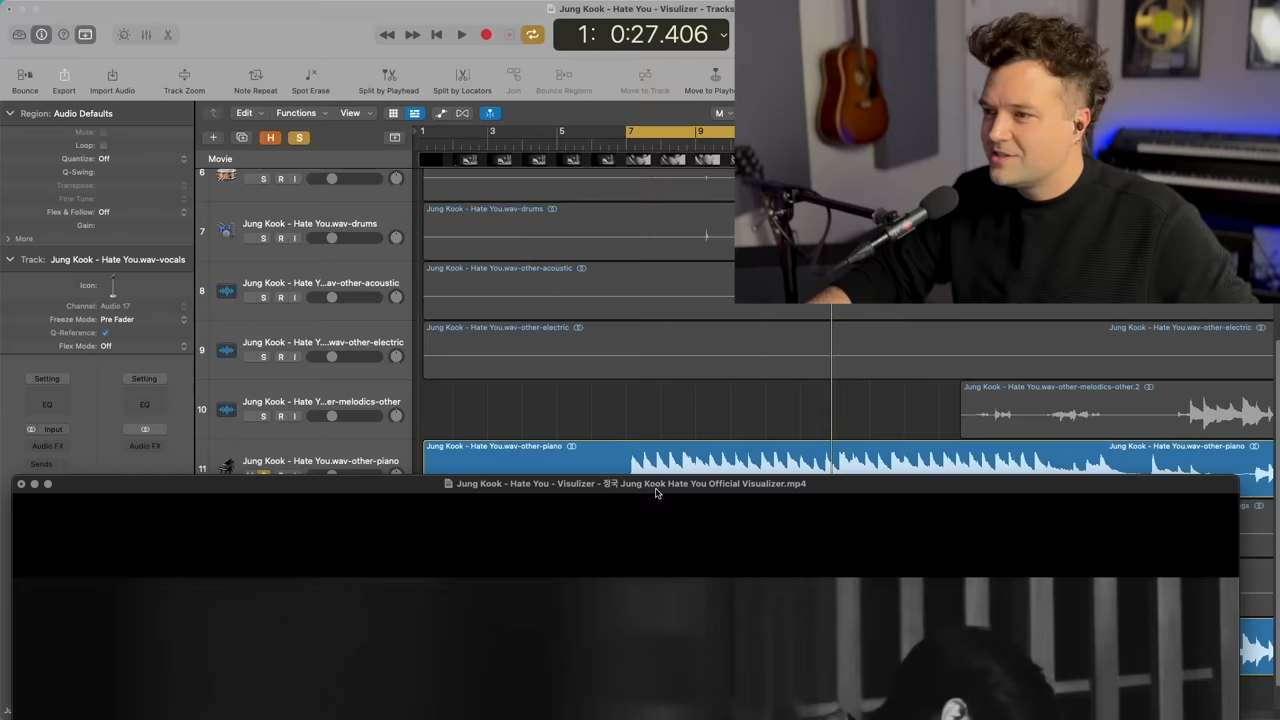 Jung Kook - Hate You - Visulizer - Tracks
1: 0:27.406
Bounce Export Import Audio Track Zoom Note Repeat Spot Erase Split by Playhead Split by Locators Join Bounce Regions Move to Track Move to Playh
Region: Audio Defaults
Edit Functions View M
Mute:
Loop:
Quantize: Off
Q-Swing:
Transpose:
Fine Tune:
Flex & Follow: Off
Gain:
More
H S
1 3 5 7 9
Movie
6 S R I
Jung Kook - Hate You.wav-drums
7 S R I
Jung Kook - Hate You.wav-drums
Track: Jung Kook - Hate You.wav-vocals
Icon:
Channel: Audio 17
Freeze Mode: Pre Fader
Q-Reference:
Flex Mode: Off
Jung Kook - Hate Y...av-other-acoustic
8 S R I
Jung Kook - Hate You.wav-other-acoustic
Jung Kook - Hate Y....wav-other-electric
9 S R I
Jung Kook - Hate You.wav-other-electric
Jung Kook - Hate You.wav-other-electric
Setting Setting
EQ EQ
Input
Audio FX Audio FX
Sends
Jung Kook - Hate Y...er-melodics-other
10 S R I
Jung Kook - Hate You.wav-other-melodics-other.2
Jung Kook - Hate You.wav-other-piano
11
Jung Kook - Hate You.wav-other-piano
Jung Kook - Hate You.wav-other-piano
Jung Kook - Hate You - Visulizer - 정국 Jung Kook Hate You Official Visualizer.mp4